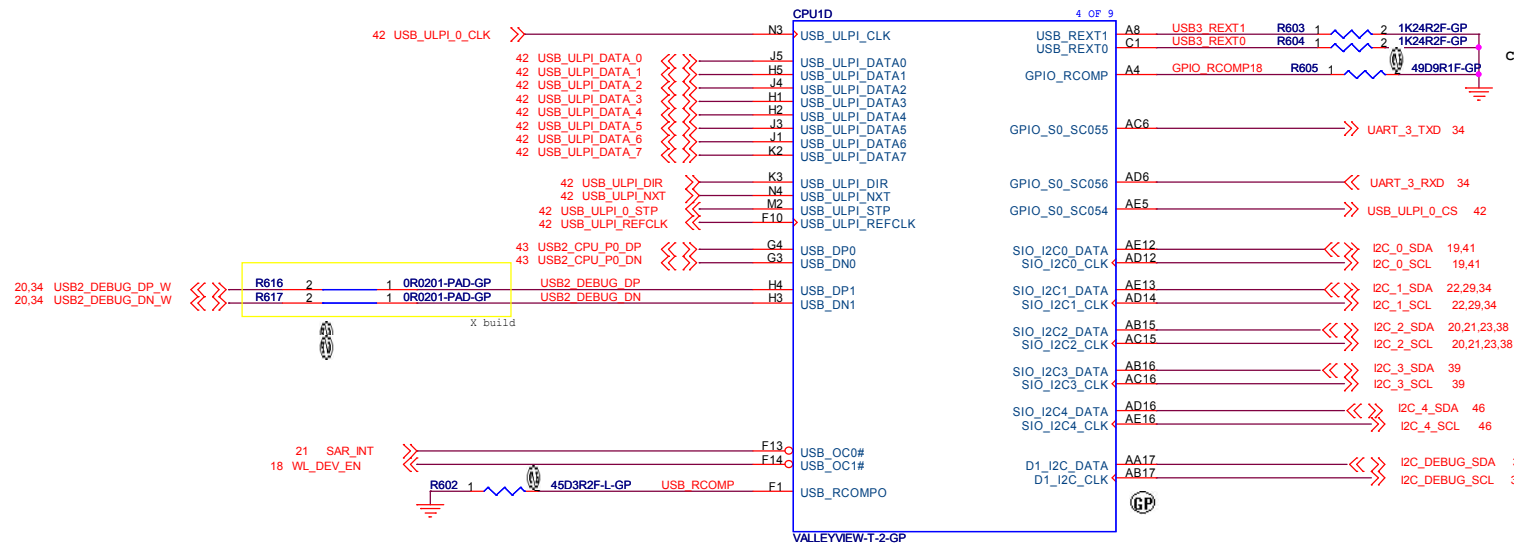 CPU1D 4 OF 9
42 USB_ULPI_0_CLK N3 USB_ULPI_CLK
42 USB_ULPI_DATA_0 J5 USB_ULPI_DATA0
42 USB_ULPI_DATA_1 H5 USB_ULPI_DATA1
42 USB_ULPI_DATA_2 J4 USB_ULPI_DATA2
42 USB_ULPI_DATA_3 H1 USB_ULPI_DATA3
42 USB_ULPI_DATA_4 H2 USB_ULPI_DATA4
42 USB_ULPI_DATA_5 J3 USB_ULPI_DATA5
42 USB_ULPI_DATA_6 J1 USB_ULPI_DATA6
42 USB_ULPI_DATA_7 K2 USB_ULPI_DATA7
42 USB_ULPI_DIR K3 USB_ULPI_DIR
42 USB_ULPI_NXT N4 USB_ULPI_NXT
42 USB_ULPI_0_STP M2 USB_ULPI_STP
42 USB_ULPI_REFCLK F10 USB_ULPI_REFCLK
43 USB2_CPU_P0_DP G4 USB_DP0
43 USB2_CPU_P0_DN G3 USB_DN0
20,34 USB2_DEBUG_DP_W R616 2 1 0R0201-PAD-GP USB2_DEBUG_DP H4 USB_DP1
20,34 USB2_DEBUG_DN_W R617 2 1 0R0201-PAD-GP USB2_DEBUG_DN H3 USB_DN1
X build
21 SAR_INT F13 USB_OC0#
18 WL_DEV_EN F14 USB_OC1#
R602 1 45D3R2F-L-GP USB_RCOMP F1 USB_RCOMPO
USB_REXT1 A8 USB3_REXT1 R603 1 2 1K24R2F-GP
USB_REXT0 C1 USB3_REXT0 R604 1 2 1K24R2F-GP
GPIO_RCOMP A4 GPIO_RCOMP18 R605 1 49D9R1F-GP
C
GPIO_S0_SC055 AC6 UART_3_TXD 34
GPIO_S0_SC056 AD6 UART_3_RXD 34
GPIO_S0_SC054 AE5 USB_ULPI_0_CS 42
SIO_I2C0_DATA AE12 I2C_0_SDA 19,41
SIO_I2C0_CLK AD12 I2C_0_SCL 19,41
SIO_I2C1_DATA AE13 I2C_1_SDA 22,29,34
SIO_I2C1_CLK AD14 I2C_1_SCL 22,29,34
SIO_I2C2_DATA AB15 I2C_2_SDA 20,21,23,38
SIO_I2C2_CLK AC15 I2C_2_SCL 20,21,23,38
SIO_I2C3_DATA AB16 I2C_3_SDA 39
SIO_I2C3_CLK AC16 I2C_3_SCL 39
SIO_I2C4_DATA AD16 I2C_4_SDA 46
SIO_I2C4_CLK AE16 I2C_4_SCL 46
D1_I2C_DATA AA17 I2C_DEBUG_SDA
D1_I2C_CLK AB17 I2C_DEBUG_SCL
GP
VALLEYVIEW-T-2-GP